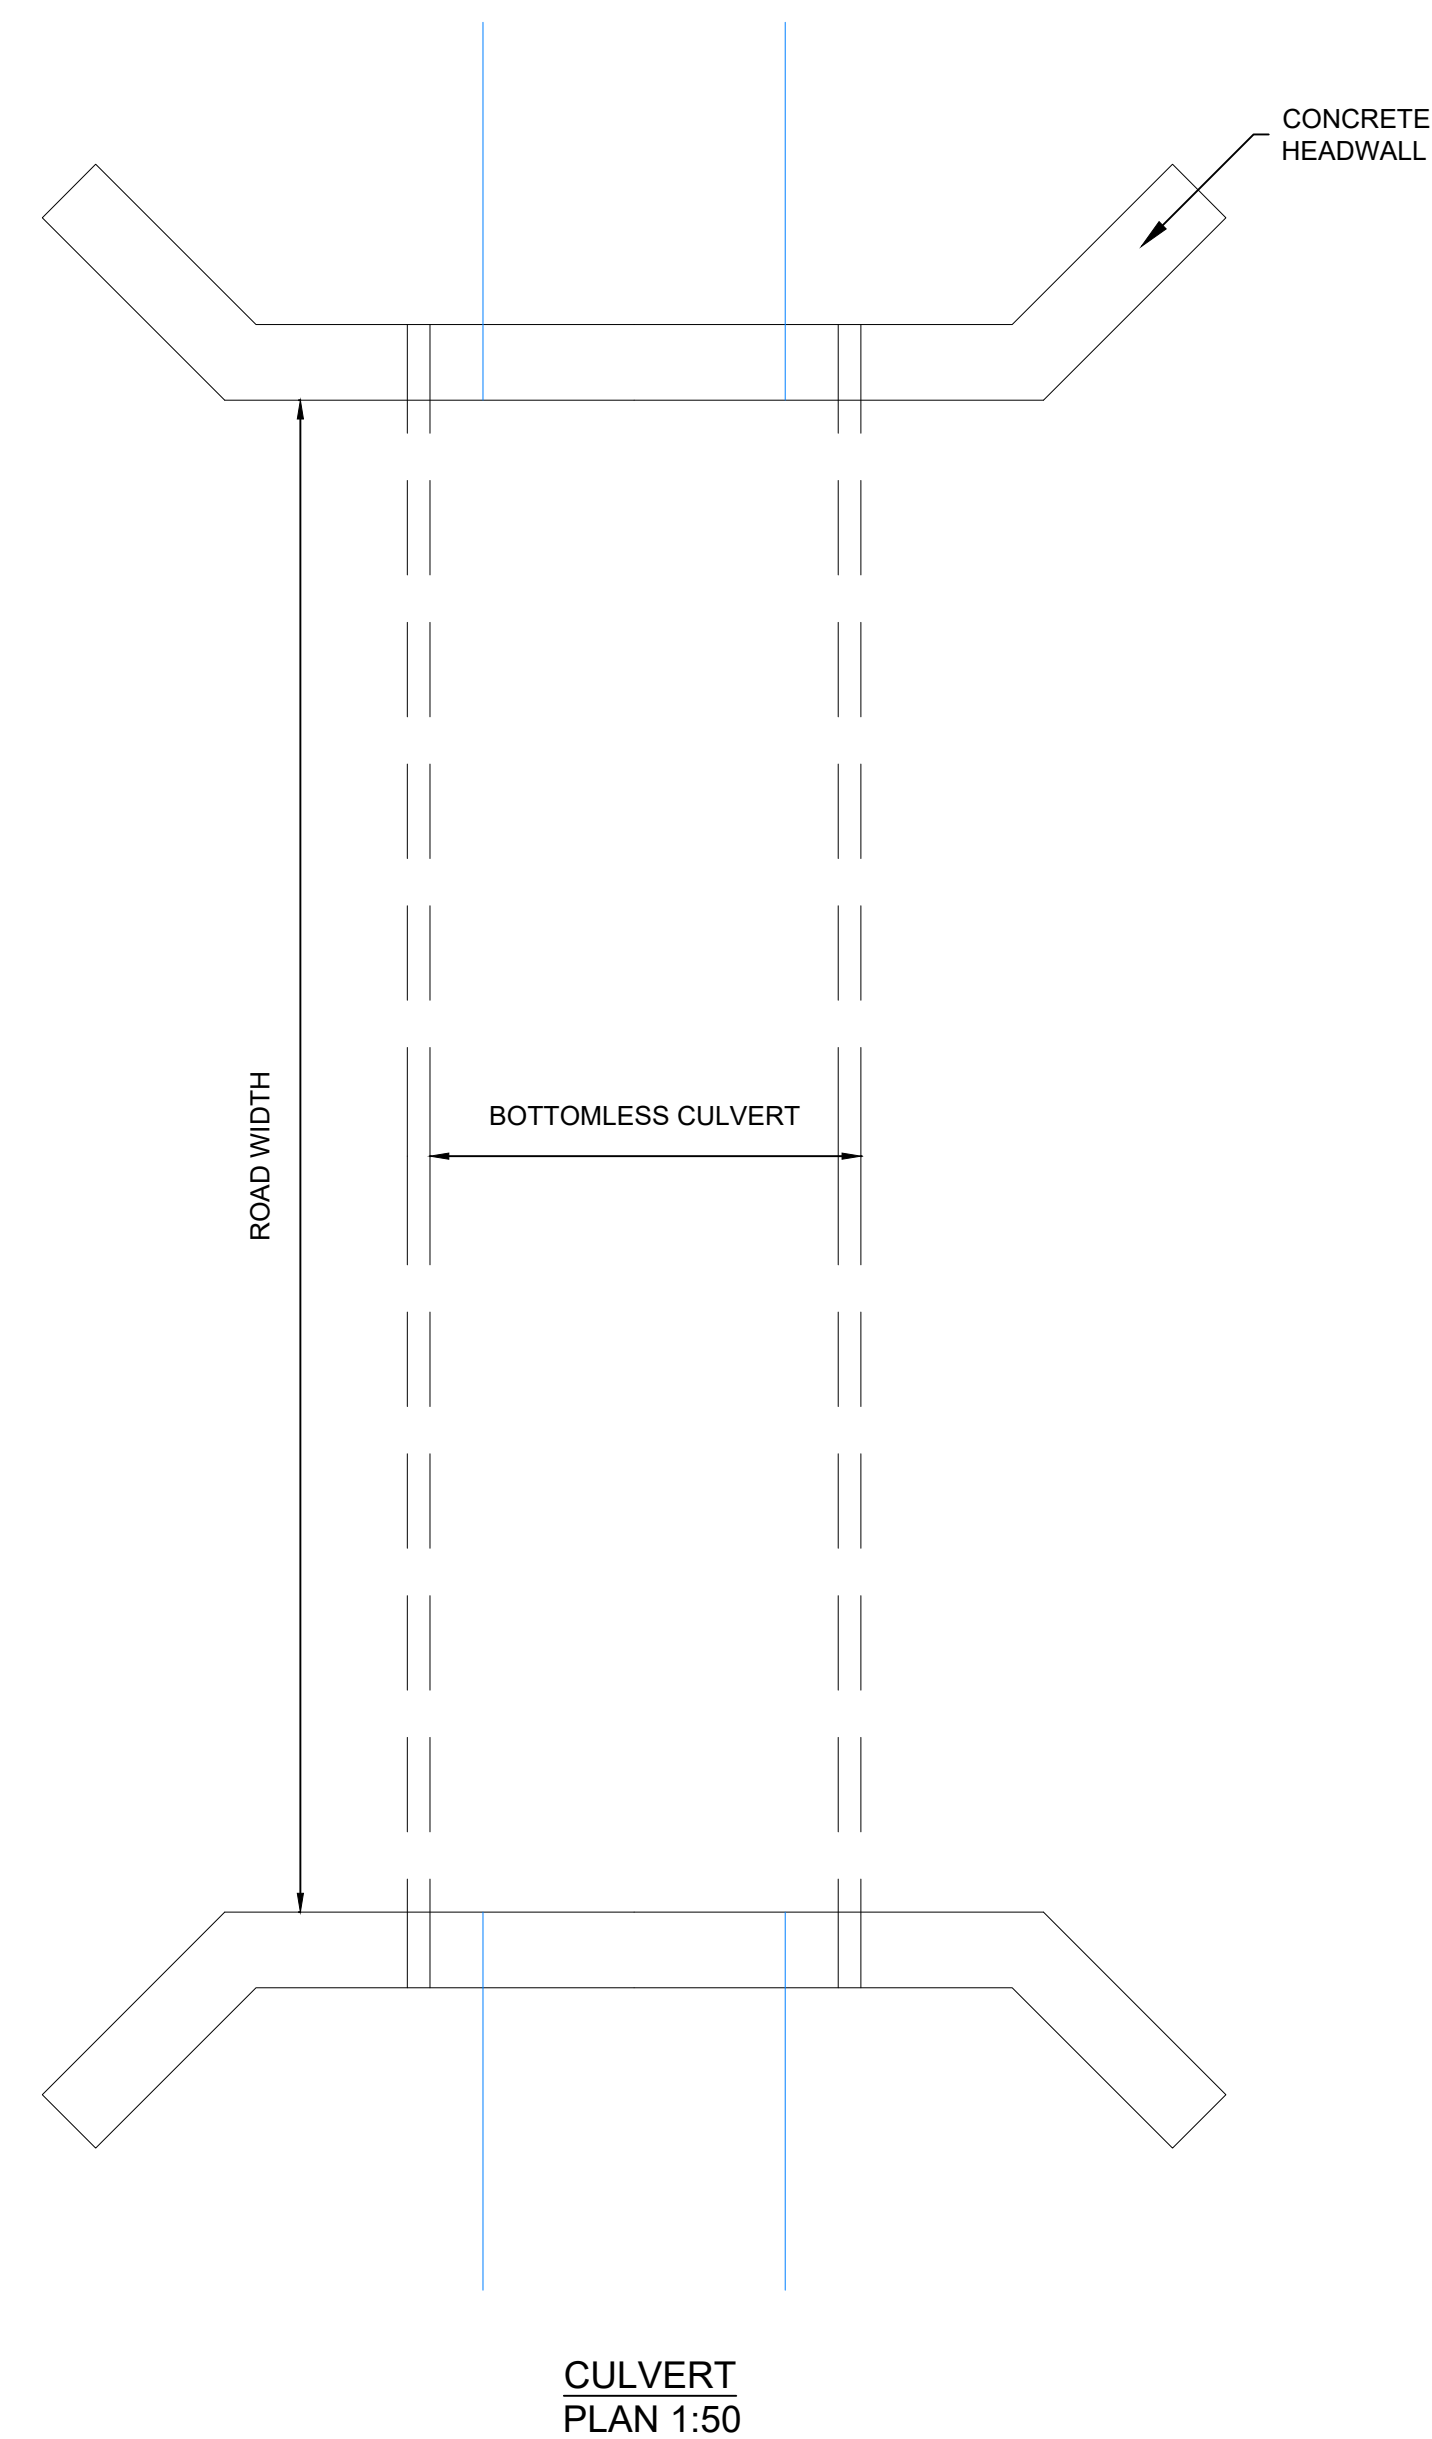 CONCRETE
HEADWALL
BOTTOMLESS CULVERT
ROAD WIDTH
CULVERT
PLAN 1:50